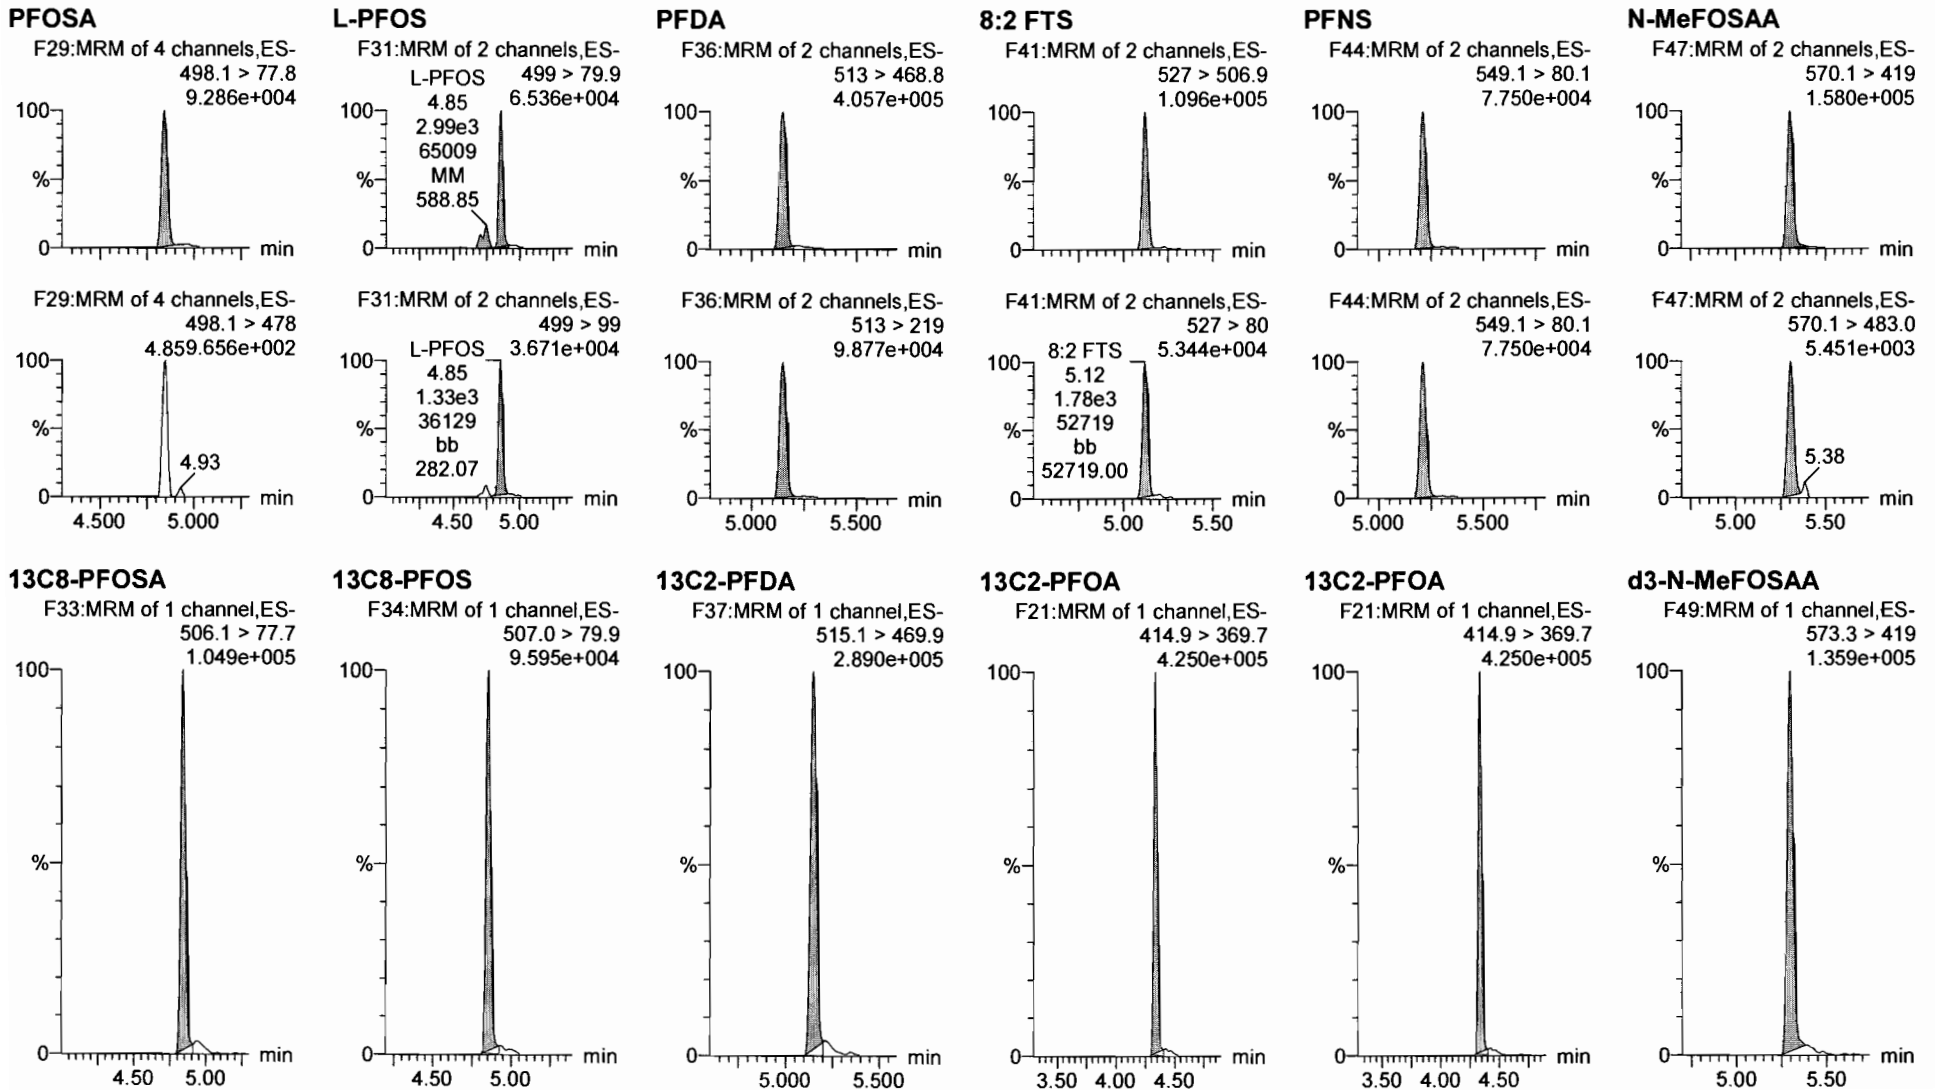 PFOSA
F29:MRM of 4 channels,ES-
498.1 > 77.8
9.286e+004
100
%
0
min
L-PFOS
F31:MRM of 2 channels,ES-
L-PFOS 499 > 79.9
4.85 6.536e+004
100
2.99e3
65009
%
MM
588.85
0
min
PFDA
F36:MRM of 2 channels,ES-
513 > 468.8
4.057e+005
100
%
0
min
8:2 FTS
F41:MRM of 2 channels,ES-
527 > 506.9
1.096e+005
100
%
0
min
PFNS
F44:MRM of 2 channels,ES-
549.1 > 80.1
7.750e+004
100
%
0
min
N-MeFOSAA
F47:MRM of 2 channels,ES-
570.1 > 419
1.580e+005
100
%
0
min
F29:MRM of 4 channels,ES-
498.1 > 478
4.859.656e+002
100
%
4.93
0
min
4.500 5.000
F31:MRM of 2 channels,ES-
499 > 99
L-PFOS 3.671e+004
100
4.85
1.33e3
36129
%
bb
282.07
0
min
4.50 5.00
F36:MRM of 2 channels,ES-
513 > 219
9.877e+004
100
%
0
min
5.000 5.500
F41:MRM of 2 channels,ES-
527 > 80
8:2 FTS 5.344e+004
100
5.12
1.78e3
52719
%
bb
52719.00
0
min
5.00 5.50
F44:MRM of 2 channels,ES-
549.1 > 80.1
7.750e+004
100
%
0
min
5.000 5.500
F47:MRM of 2 channels,ES-
570.1 > 483.0
5.451e+003
100
%
5.38
0
min
5.00 5.50
13C8-PFOSA
F33:MRM of 1 channel,ES-
506.1 > 77.7
1.049e+005
100
%
0
min
4.50 5.00
13C8-PFOS
F34:MRM of 1 channel,ES-
507.0 > 79.9
9.595e+004
100
%
0
min
4.50 5.00
13C2-PFDA
F37:MRM of 1 channel,ES-
515.1 > 469.9
2.890e+005
100
%
0
min
5.000 5.500
13C2-PFOA
F21:MRM of 1 channel,ES-
414.9 > 369.7
4.250e+005
100
%
0
min
3.50 4.00 4.50
13C2-PFOA
F21:MRM of 1 channel,ES-
414.9 > 369.7
4.250e+005
100
%
0
min
3.50 4.00 4.50
d3-N-MeFOSAA
F49:MRM of 1 channel,ES-
573.3 > 419
1.359e+005
100
%
0
min
5.00 5.50